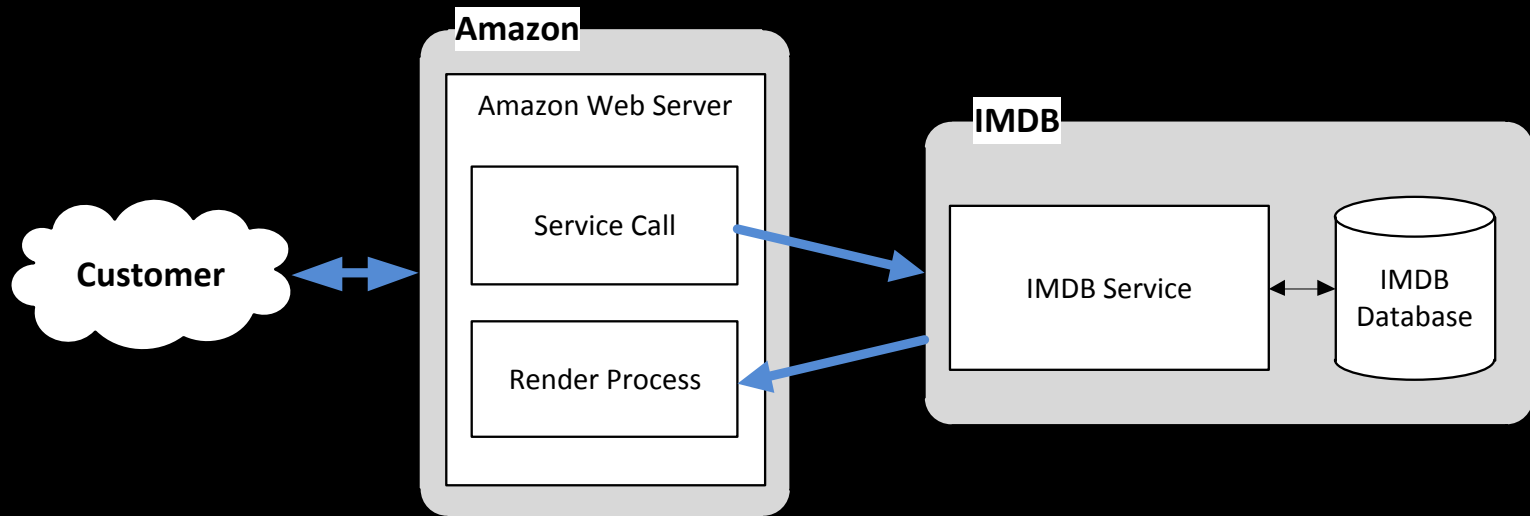 Amazon
Amazon Web Server
Service Call
Render Process
Customer
IMDB
IMDB Service
IMDB
Database